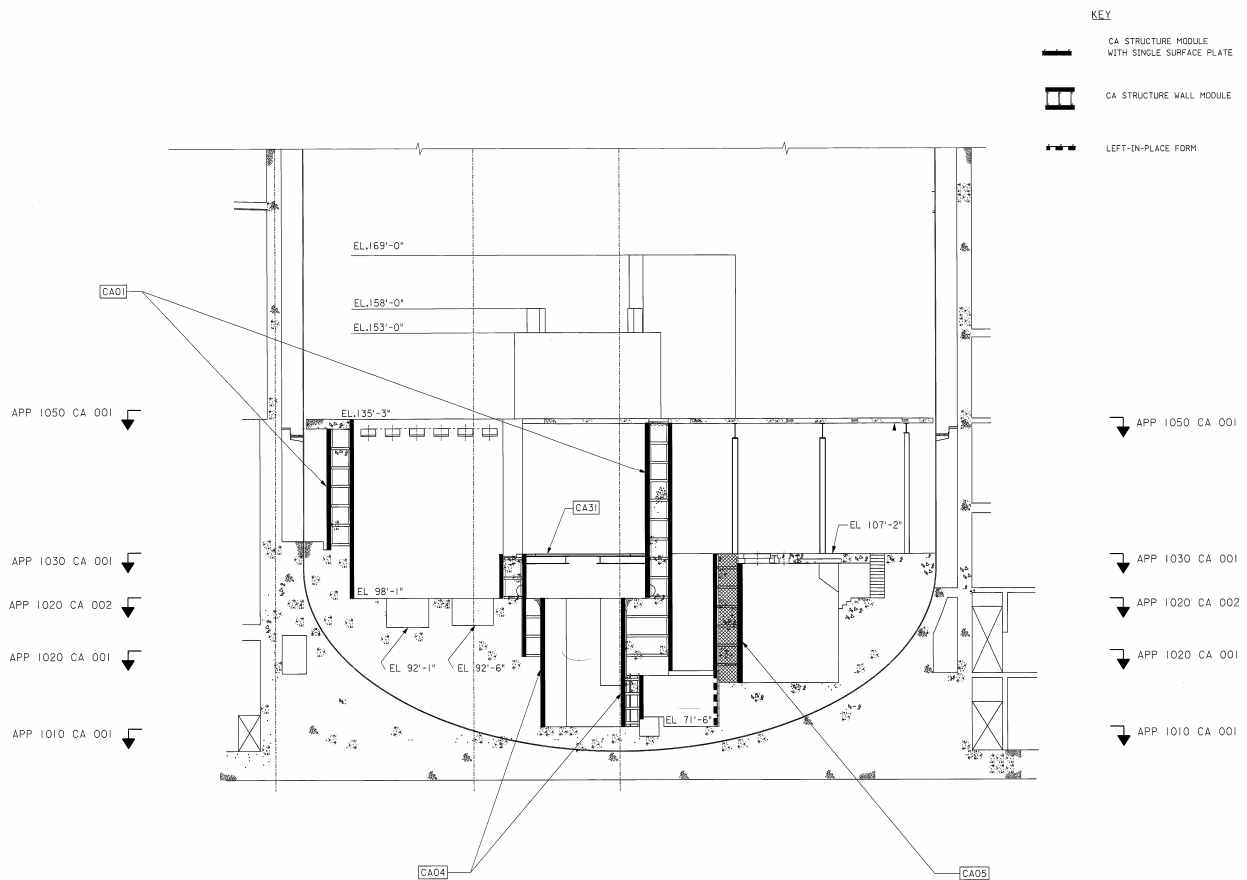 KEY
CA STRUCTURE MODULE
WITH SINGLE SURFACE PLATE
CA STRUCTURE WALL MODULE
LEFT-IN-PLACE FORM
EL.169'-0"
CA01
EL.158'-0"
EL.153'-0"
APP 1050 CA 001
EL.135'-3"
APP 1050 CA 001
CA31
EL 107'-2"
APP 1030 CA 001
APP 1030 CA 001
EL 98'-1"
APP 1020 CA 002
APP 1020 CA 002
APP 1020 CA 001
EL 92'-1"
EL 92'-6"
APP 1020 CA 001
EL 71'-6"
APP 1010 CA 001
APP 1010 CA 001
CA04
CA05